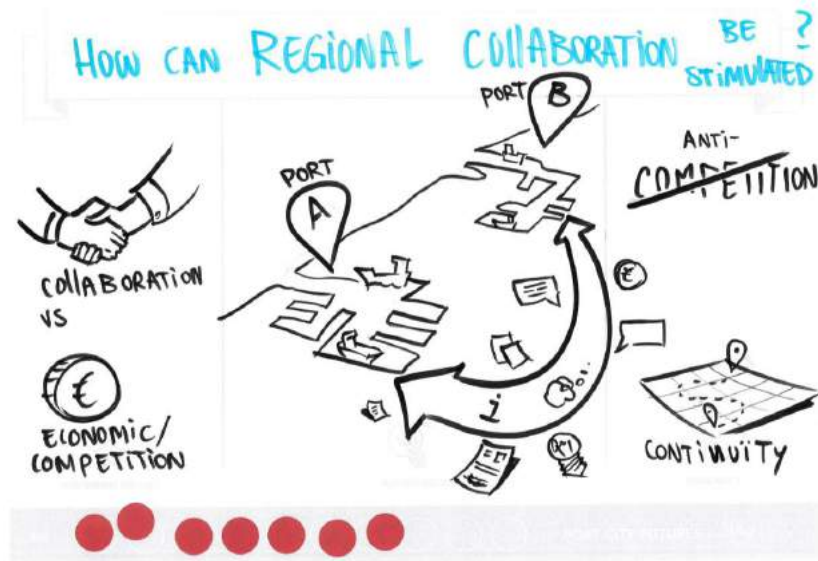 HOW CAN REGIONAL COLLABORATION BE STIMULATED ?
PORT
A
PORT
B
COLLABORATION
VS
€
ECONOMIC/
COMPETITION
i
€
ANTI-
COMPETITION
CONTINUITY